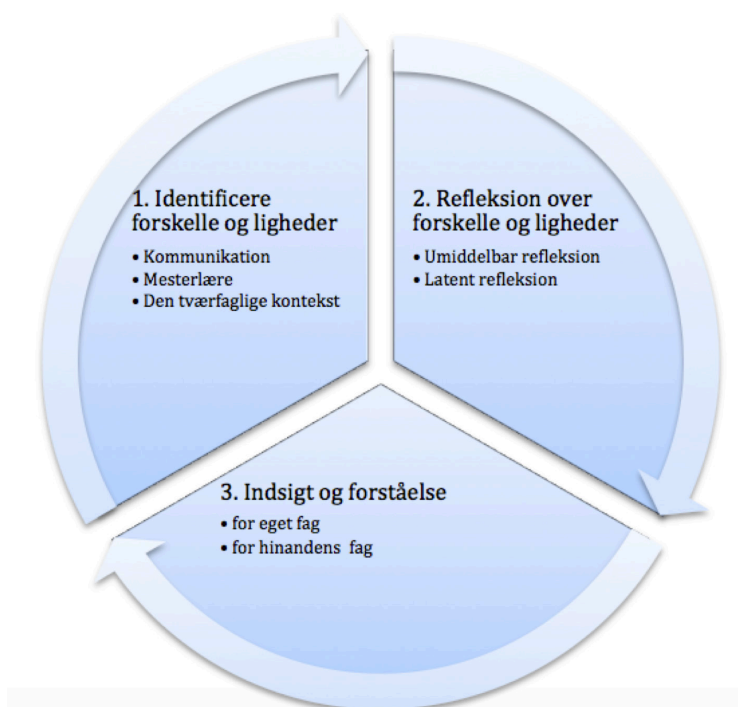 1. Identificere
forskelle og ligheder
• Kommunikation
• Mesterlære
• Den tværfaglige kontekst
2. Refleksion over
forskelle og ligheder
• Umiddelbar refleksion
• Latent refleksion
3. Indsigt og forståelse
• for eget fag
• for hinandens fag